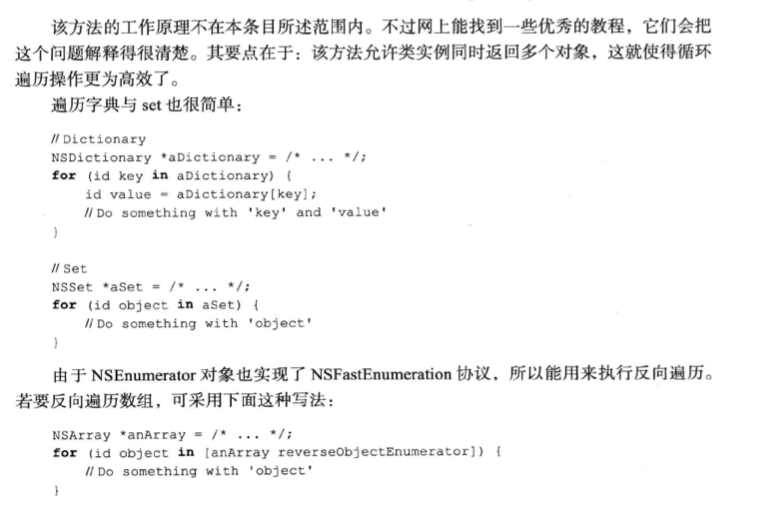 该方法的工作原理不在本条目所述范围内。不过网上能找到一些优秀的教程，它们会把
这个问题解释得很清楚。其要点在于：该方法允许类实例同时返回多个对象，这就使得循环
遍历操作更为高效了。
遍历字典与 set 也很简单：
// Dictionary
NSDictionary *aDictionary = /* ... */;
for (id key in aDictionary) {
    id value = aDictionary[key];
    // Do something with 'key' and 'value'
}
// Set
NSSet *aSet = /* ... */;
for (id object in aSet) {
    // Do something with 'object'
}
由于 NSEnumerator 对象也实现了 NSFastEnumeration 协议，所以能用来执行反向遍历。
若要反向遍历数组，可采用下面这种写法：
NSArray *anArray = /* ... */;
for (id object in [anArray reverseObjectEnumerator]) {
    // Do something with 'object'
}